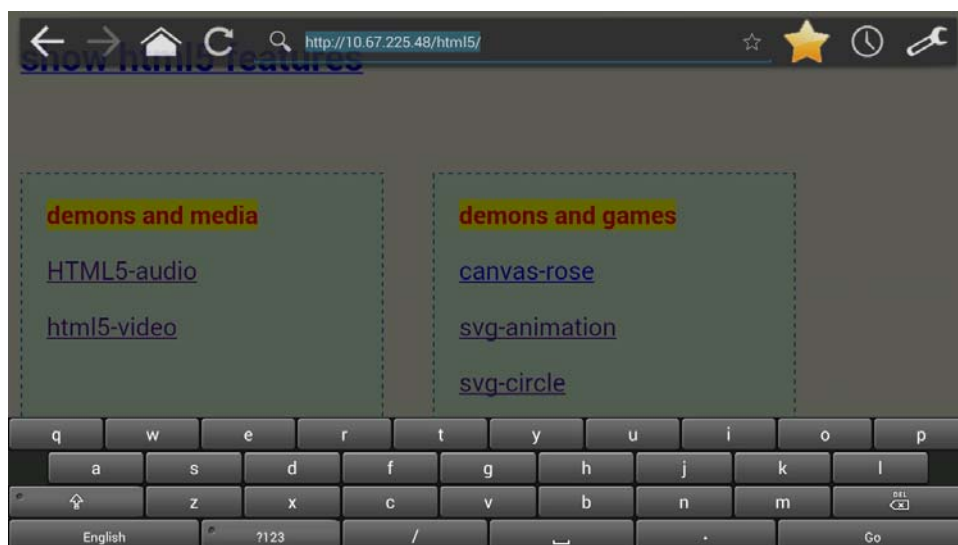 http://10.67.225.48/html5/
show html5 features
demons and media
HTML5-audio
html5-video
demons and games
canvas-rose
svg-animation
svg-circle
q w e r t y u i o p
a s d f g h j k l
z x c v b n m DEL
English ?123 / . Go